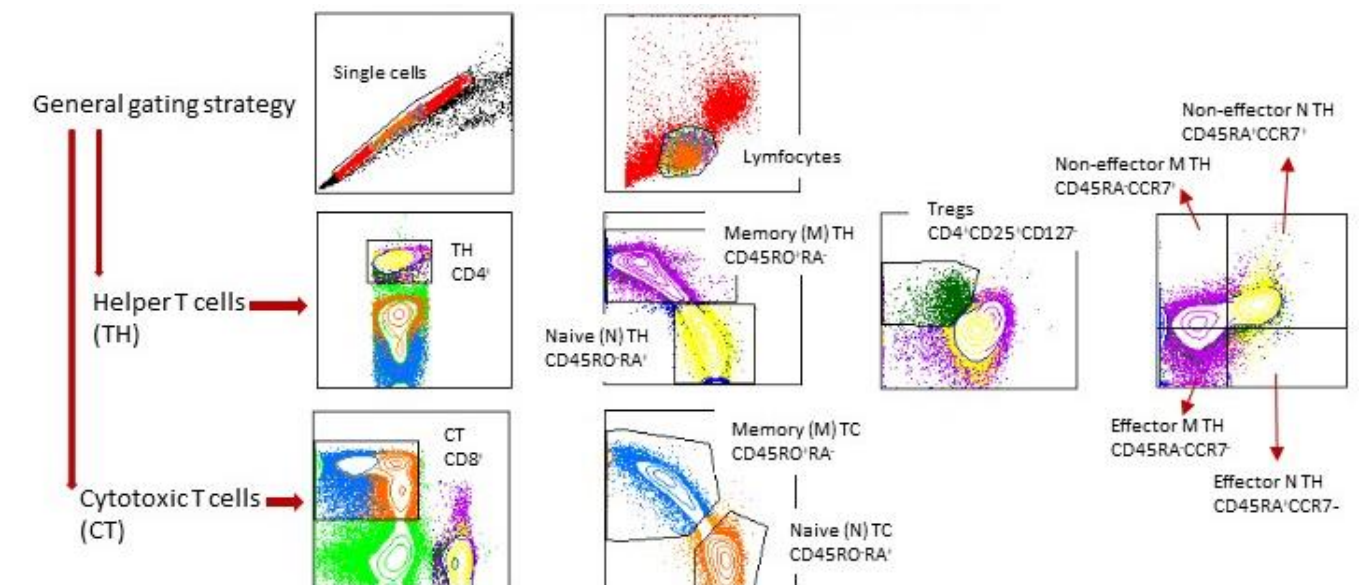 General gating strategy
Single cells
Lymfocytes
Non-effector N TH
CD45RA⁺CCR7⁺
Non-effector M TH
CD45RA⁻CCR7⁺
Helper T cells
(TH)
TH
CD4⁺
Memory (M) TH
CD45RO⁺RA⁻
Naive (N) TH
CD45RO⁻RA⁺
Tregs
CD4⁺CD25⁺CD127⁻
Effector M TH
CD45RA⁻CCR7⁻
Effector N TH
CD45RA⁺CCR7-
Cytotoxic T cells
(CT)
CT
CD8⁺
Memory (M) TC
CD45RO⁺RA⁻
Naive (N) TC
CD45RO⁻RA⁺